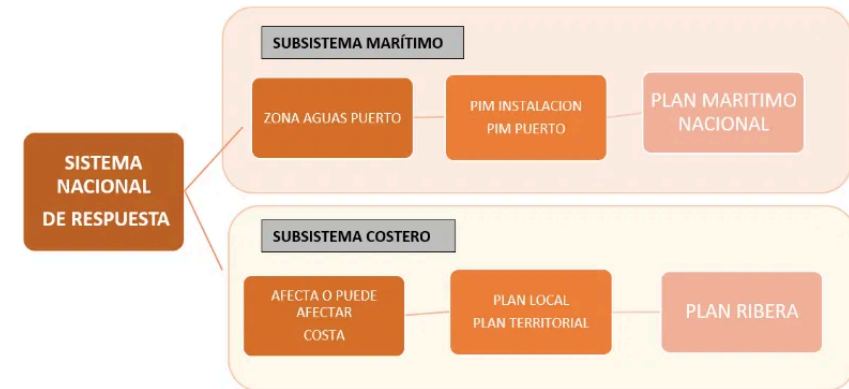 SUBSISTEMA MARÍTIMO
ZONA AGUAS PUERTO
PIM INSTALACION
PIM PUERTO
PLAN MARITIMO
NACIONAL
SISTEMA
NACIONAL
DE RESPUESTA
SUBSISTEMA COSTERO
AFECTA O PUEDE
AFECTAR
COSTA
PLAN LOCAL
PLAN TERRITORIAL
PLAN RIBERA